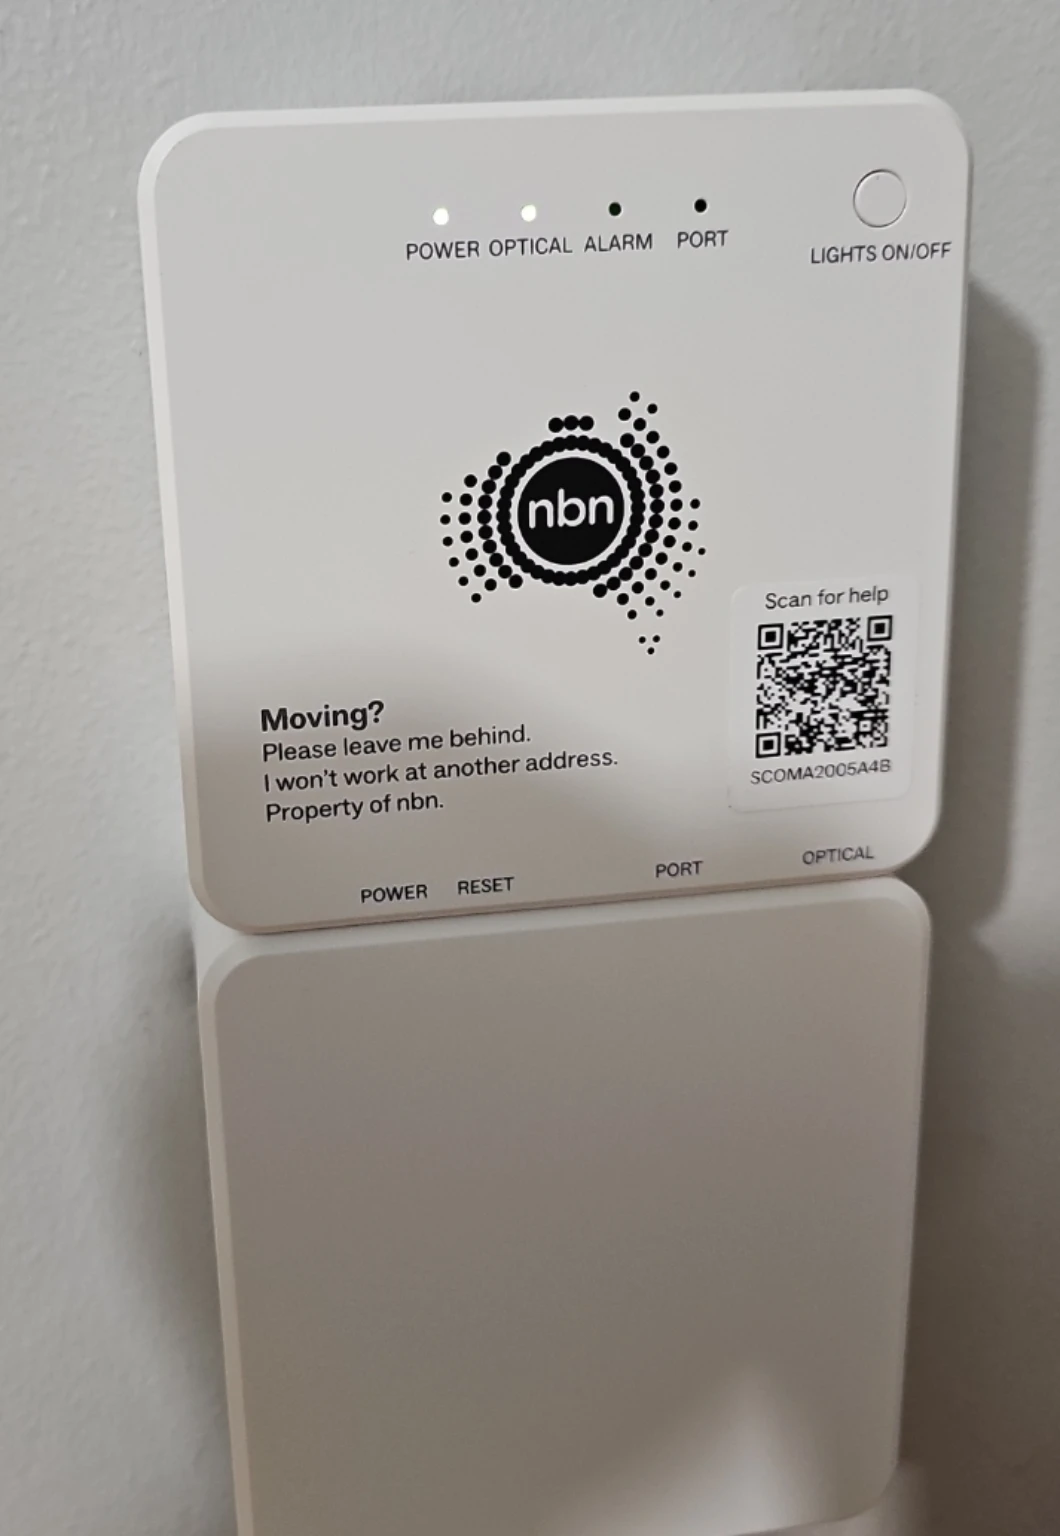 POWER OPTICAL ALARM PORT
LIGHTS ON/OFF
nbn
Scan for help
SCOMA2005A4B
Moving?
Please leave me behind.
I won't work at another address.
Property of nbn.
POWER RESET PORT OPTICAL